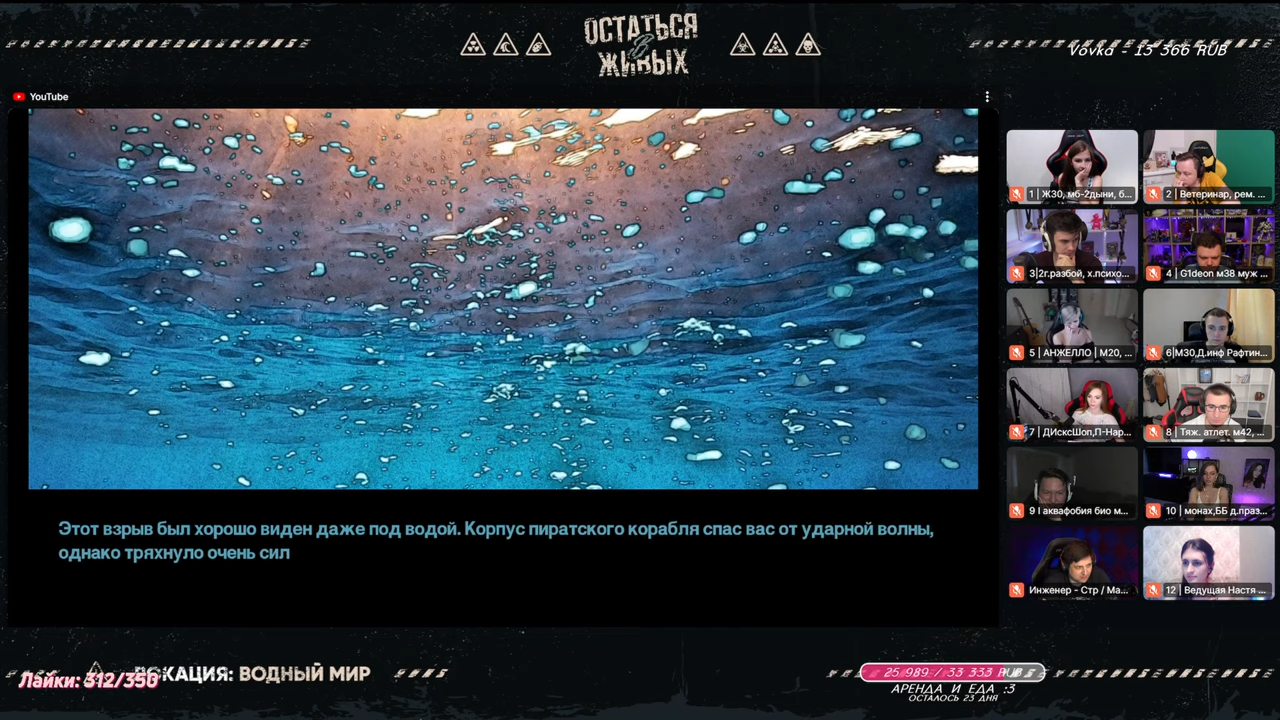 ОСТАТЬСЯ
В
ЖИВЫХ
Vovka - 13 366 RUB
YouTube
1 | Ж30, мб-2дыни, б...
2 | Ветеринар, рем. ...
3|2г.разбой, х.психо...
4 | G1deon м38 муж ...
5 | АНЖЕЛЛО | М20, ...
6|М30,Д.инф Рафтин...
7 | ДИсксШоп,П-Нар...
8 | Тяж. атлет. м42, ...
9 I аквафобия био м...
10 | монах,ББ д.праз...
Инженер - Стр / Ма...
12 | Ведущая Настя ...
Этот взрыв был хорошо виден даже под водой. Корпус пиратского корабля спас вас от ударной волны,
однако тряхнуло очень сил
ЛОКАЦИЯ: ВОДНЫЙ МИР
Лайки: 312/350
25 989 / 33 333 RUB
АРЕНДА И ЕДА :3
ОСТАЛОСЬ 23 ДНЯ